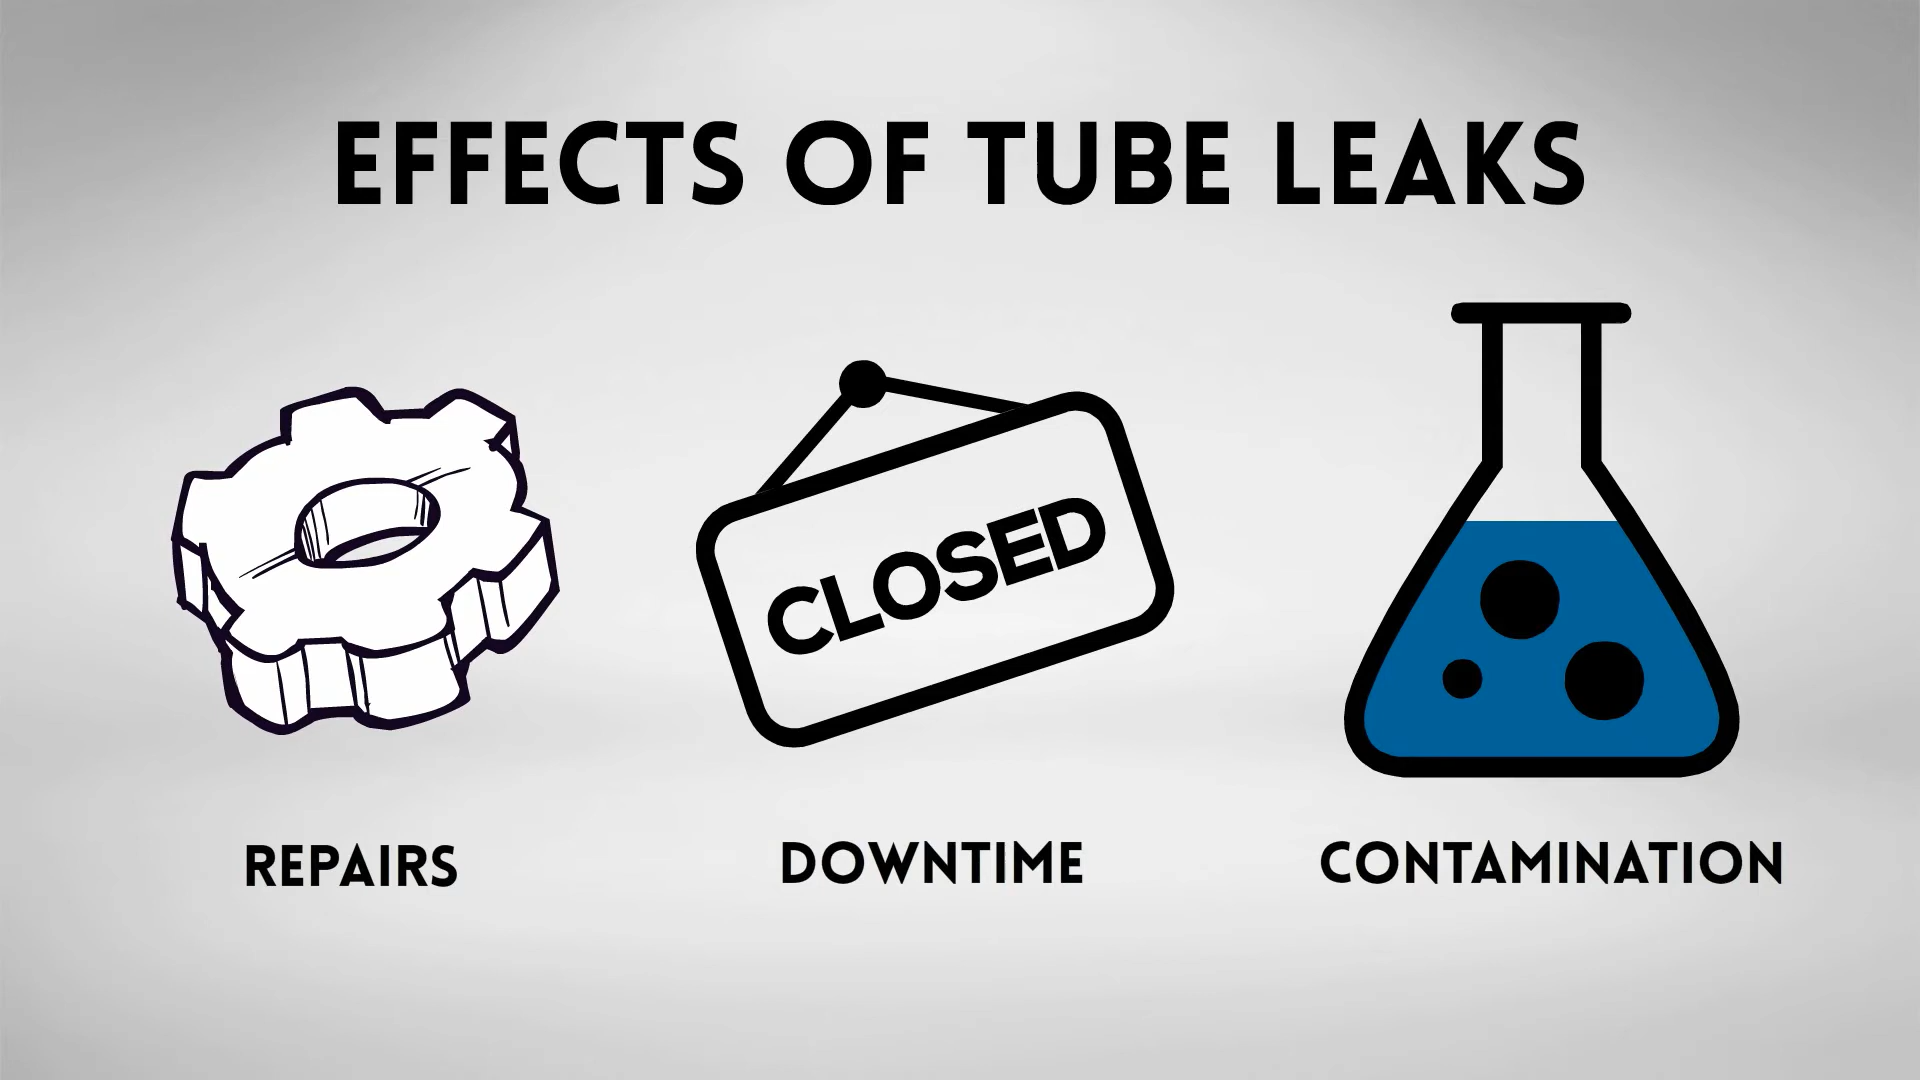 EFFECTS OF TUBE LEAKS
CLOSED
REPAIRS
DOWNTIME
CONTAMINATION